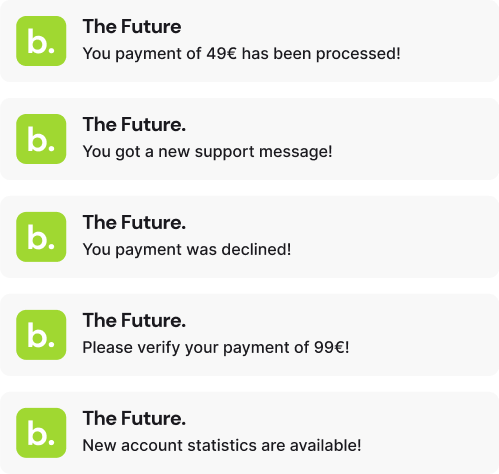 b.
The Future
You payment of 49€ has been processed!
b.
The Future.
You got a new support message!
b.
The Future.
You payment was declined!
b.
The Future.
Please verify your payment of 99€!
b.
The Future.
New account statistics are available!